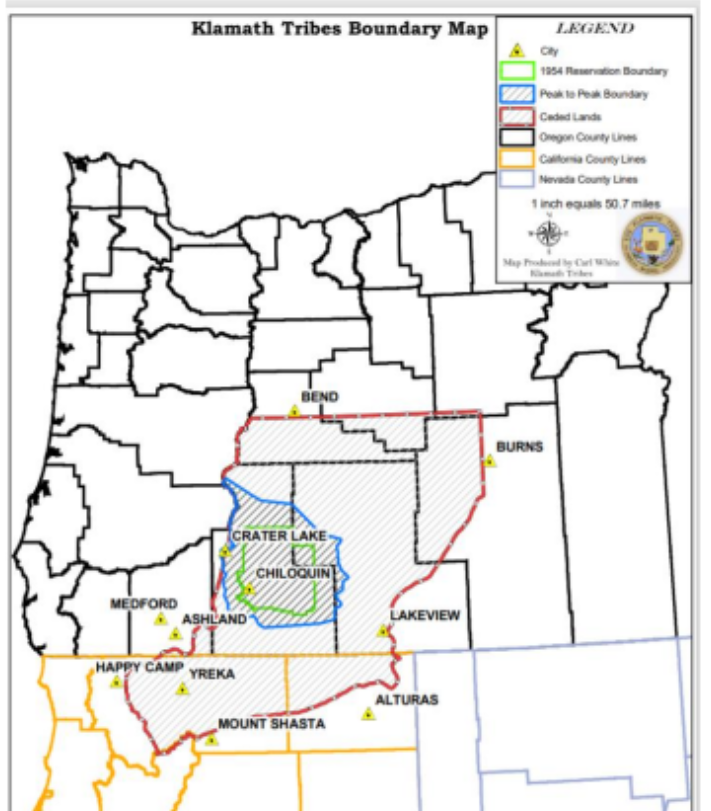 Klamath Tribes Boundary Map
LEGEND
City
1954 Reservation Boundary
Peak to Peak Boundary
Ceded Lands
Oregon County Lines
California County Lines
Nevada County Lines
1 inch equals 50.7 miles
N
W
E
S
Map Produced by Carl White
Klamath Tribes
BEND
BURNS
CRATER LAKE
CHILOQUIN
MEDFORD
ASHLAND
LAKEVIEW
HAPPY CAMP
YREKA
ALTURAS
MOUNT SHASTA